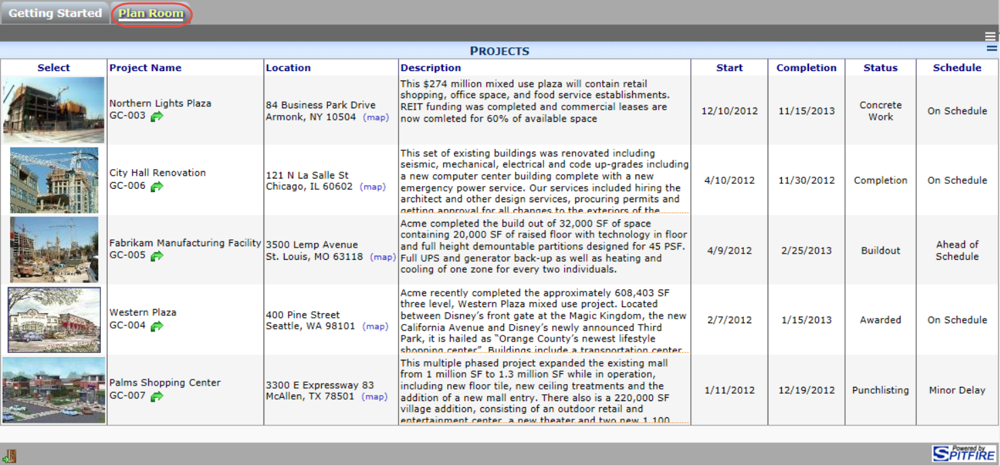 Getting Started
Plan Room
PROJECTS
Select
Project Name
Location
Description
Start
Completion
Status
Schedule
Northern Lights Plaza
GC-003
84 Business Park Drive
Armonk, NY 10504 (map)
This $274 million mixed use plaza will contain retail
shopping, office space, and food service establishments.
REIT funding was completed and commercial leases are
now comleted for 60% of available space
12/10/2012
11/15/2013
Concrete
Work
On Schedule
City Hall Renovation
GC-006
121 N La Salle St
Chicago, IL 60602 (map)
This set of existing buildings was renovated including
seismic, mechanical, electrical and code up-grades including
a new computer center building complete with a new
emergency power service. Our services included hiring the
architect and other design services, procuring permits and
getting approval for all changes to the exteriors of the
4/10/2012
11/30/2012
Completion
On Schedule
Fabrikam Manufacturing Facility
GC-005
3500 Lemp Avenue
St. Louis, MO 63118 (map)
Acme completed the build out of 32,000 SF of space
containing 20,000 SF of raised floor with technology in floor
and full height demountable partitions designed for 45 PSF.
Full UPS and generator back-up as well as heating and
cooling of one zone for every two individuals.
4/9/2012
2/25/2013
Buildout
Ahead of
Schedule
Western Plaza
GC-004
400 Pine Street
Seattle, WA 98101 (map)
Acme recently completed the approximately 608,403 SF
three level, Western Plaza mixed use project. Located
between Disney’s front gate at the Magic Kingdom, the new
California Avenue and Disney’s newly announced Third
Park, it is hailed as “Orange County’s newest lifestyle
shopping center”. Buildings include a transportation center
2/7/2012
1/15/2013
Awarded
On Schedule
Palms Shopping Center
GC-007
3300 E Expressway 83
McAllen, TX 78501 (map)
This multiple phased project expanded the existing mall
from 1 million SF to 1.3 million SF while in operation,
including new floor tile, new ceiling treatments and the
addition of a new mall entry. There also is a 220,000 SF
village addition, consisting of an outdoor retail and
entertainment center, a new theater and two new 1,100
1/11/2012
12/19/2012
Punchlisting
Minor Delay
Powered by
SPITFIRE